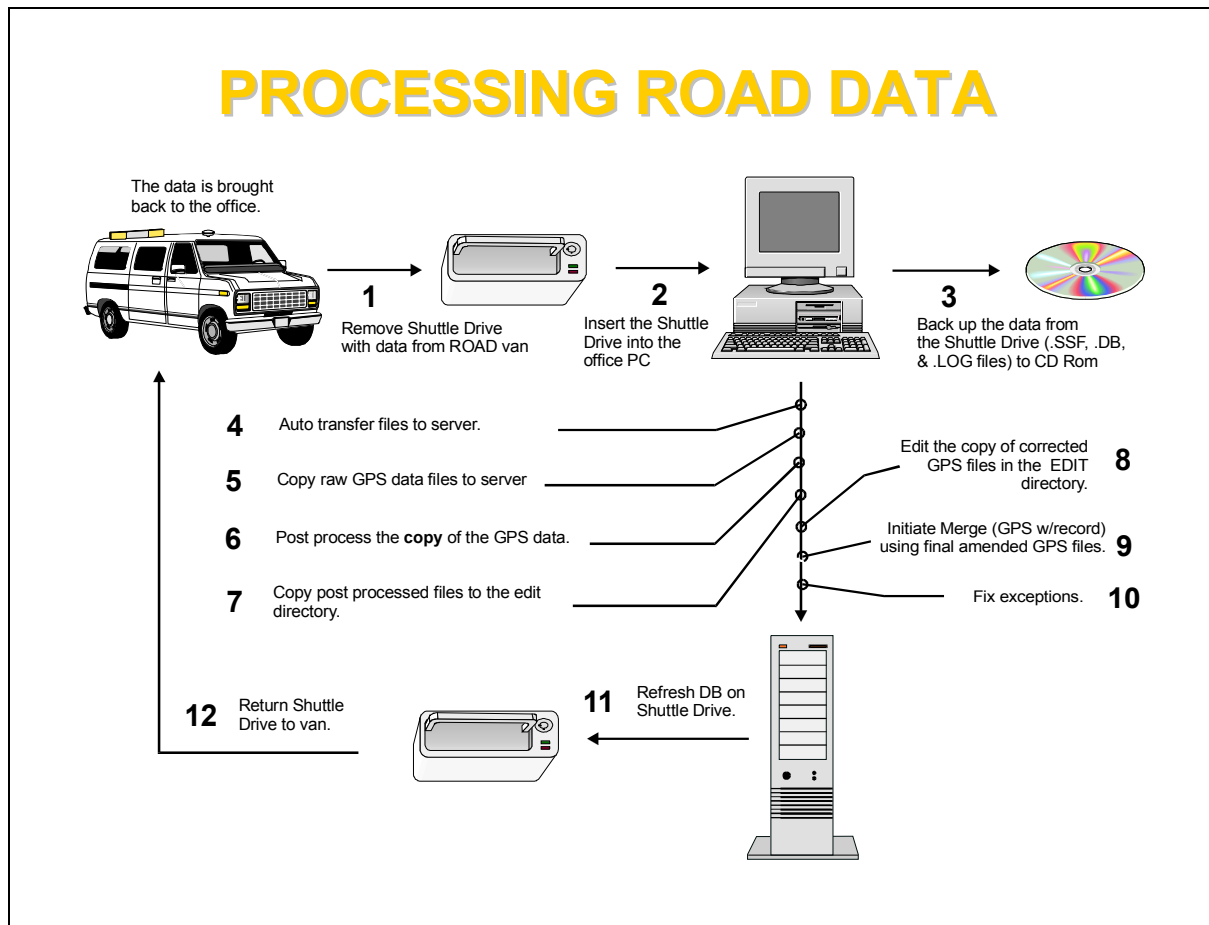 PROCESSING ROAD DATA
The data is brought
back to the office.
1
Remove Shuttle Drive
with data from ROAD van
2
Insert the Shuttle
Drive into the
office PC
3
Back up the data from
the Shuttle Drive (.SSF, .DB,
& .LOG files) to CD Rom
4 Auto transfer files to server.
5 Copy raw GPS data files to server
6 Post process the copy of the GPS data.
7 Copy post processed files to the edit
directory.
Edit the copy of corrected
GPS files in the EDIT 8
directory.
Initiate Merge (GPS w/record)
using final amended GPS files. 9
Fix exceptions. 10
11 Refresh DB on
Shuttle Drive.
12 Return Shuttle
Drive to van.